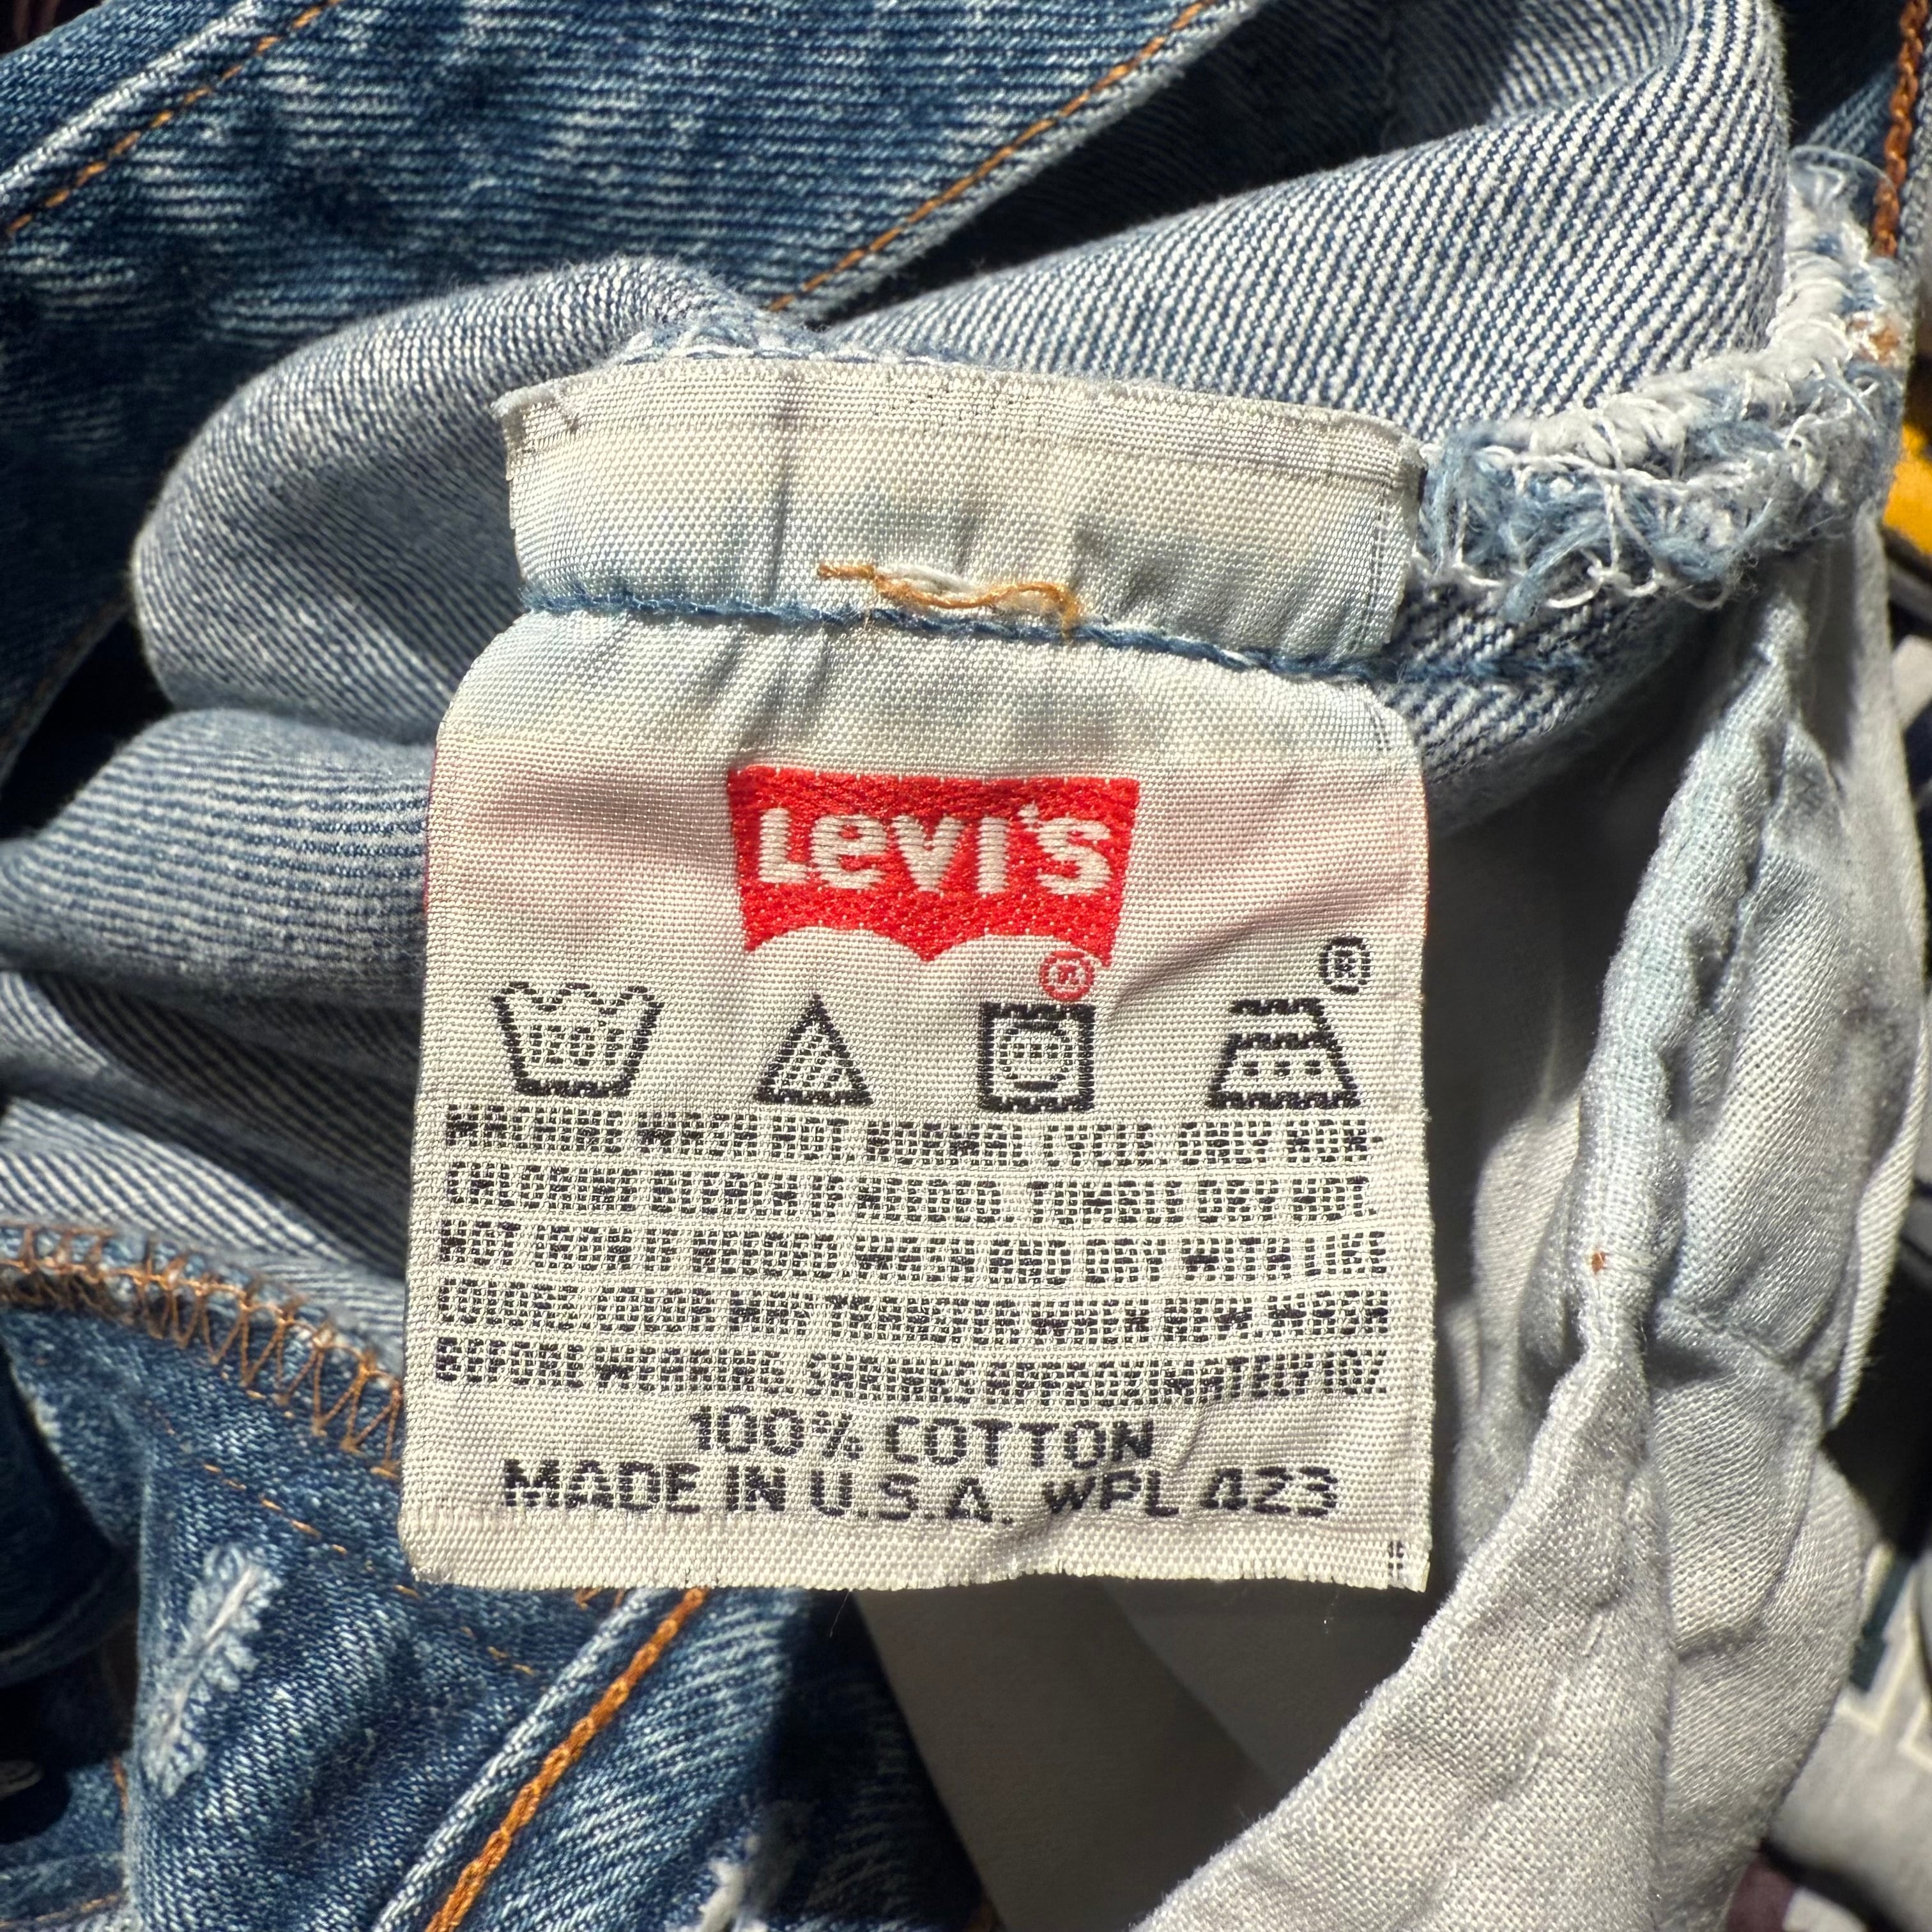 Levi's
®
®
120F
MACHINE WASH HOT. NORMAL CYCLE. ONLY NON-
CHLORINE BLEACH IF NEEDED. TUMBLE DRY HOT.
HOT IRON IF NEEDED. WASH AND DRY WITH LIKE
COLORS. COLOR MAY TRANSFER WHEN NEW. WASH
BEFORE WEARING. SHRINKS APPROXIMATELY 10%
100% COTTON
MADE IN U.S.A. WPL 423